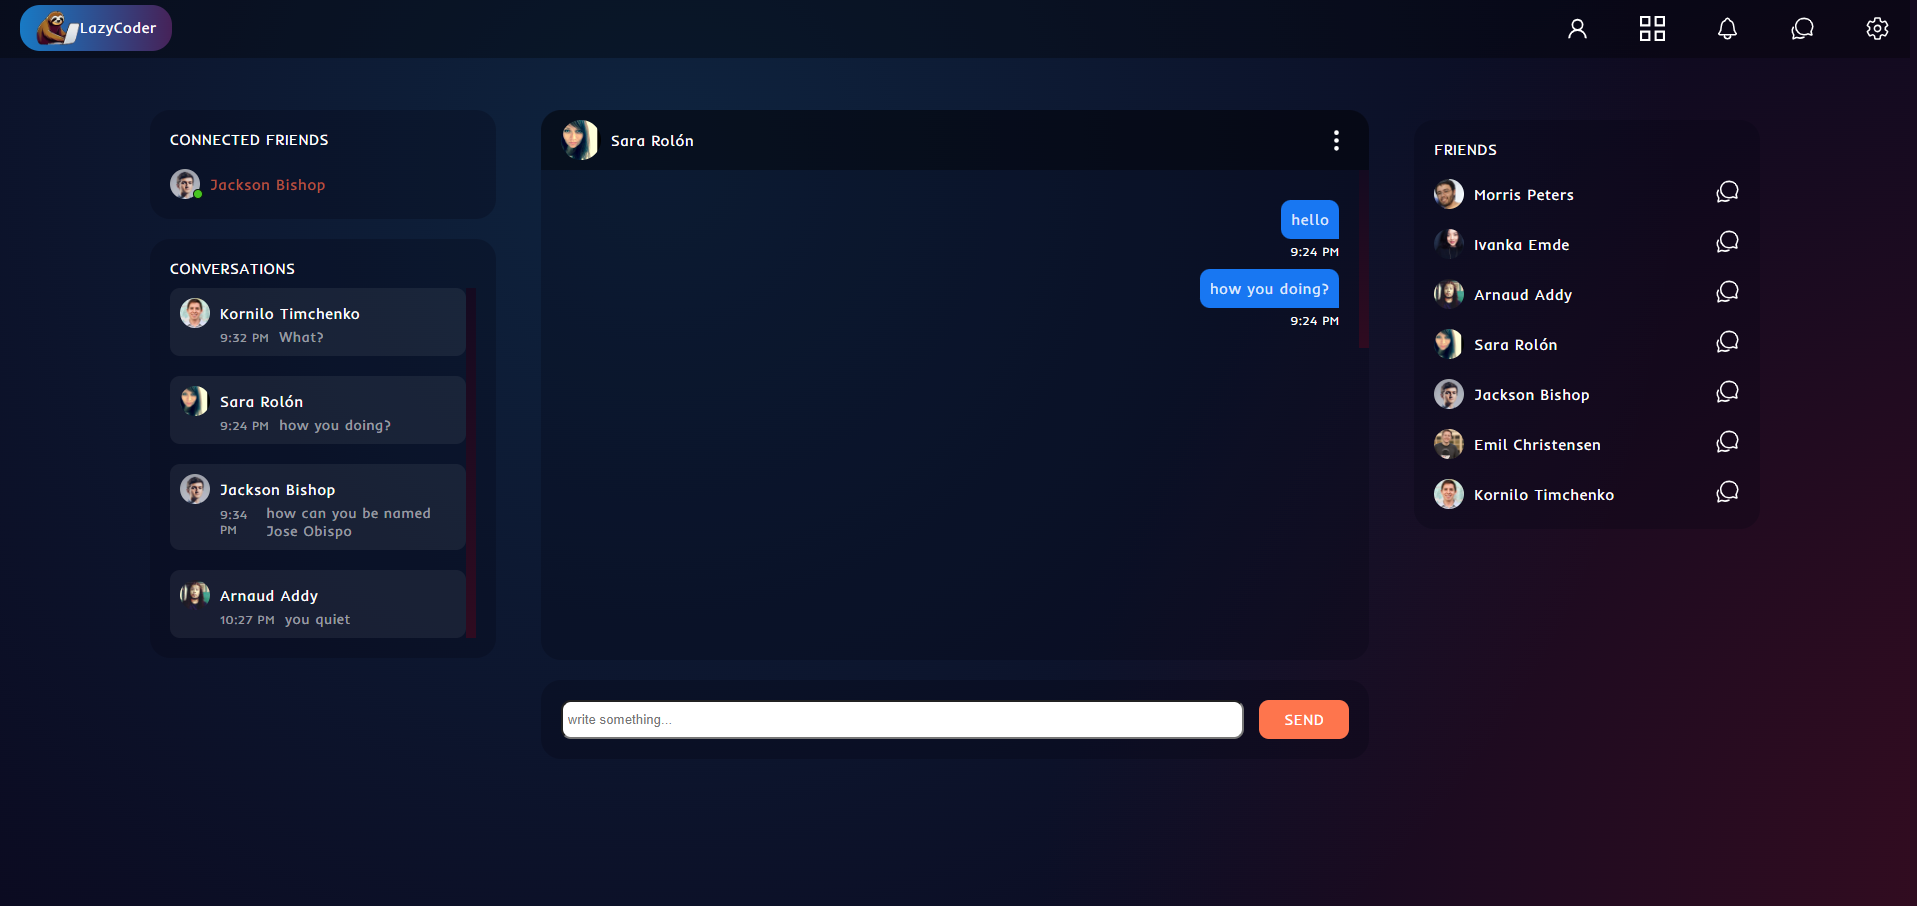 LazyCoder
CONNECTED FRIENDS
Jackson Bishop
CONVERSATIONS
Kornilo Timchenko
9:32 PM What?
Sara Rolón
9:24 PM how you doing?
Jackson Bishop
9:34 PM
how can you be named
Jose Obispo
Arnaud Addy
10:27 PM you quiet
Sara Rolón
hello
9:24 PM
how you doing?
9:24 PM
write something...
SEND
FRIENDS
Morris Peters
Ivanka Emde
Arnaud Addy
Sara Rolón
Jackson Bishop
Emil Christensen
Kornilo Timchenko